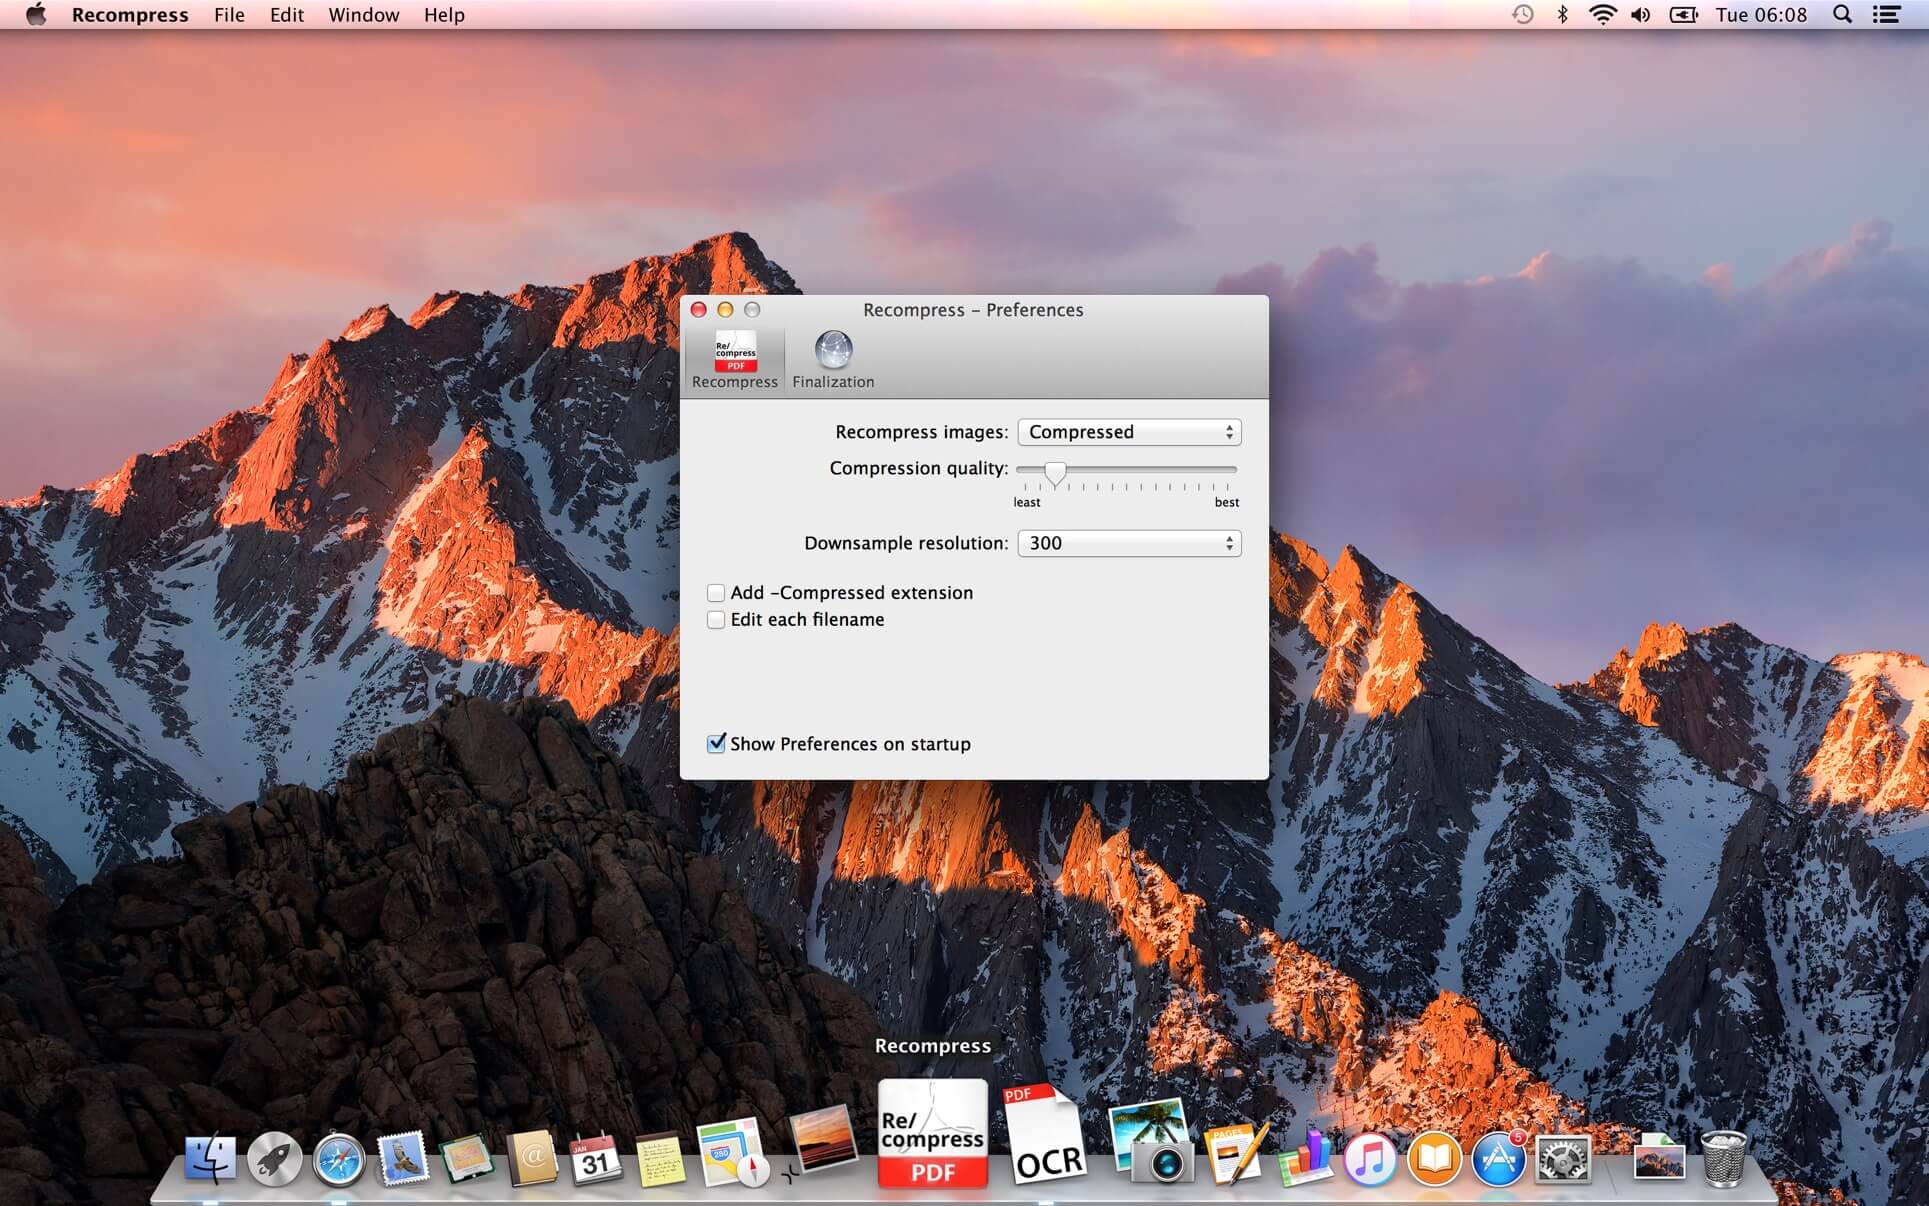 Recompress File Edit Window Help Tue 06:08
Recompress – Preferences
Re/
compress
PDF
Recompress Finalization
Recompress images: Compressed
Compression quality:
least best
Downsample resolution: 300
Add -Compressed extension
Edit each filename
Show Preferences on startup
Recompress
Re/
compress
PDF
PDF
OCR
@
JAN
31
280
PAGES
5